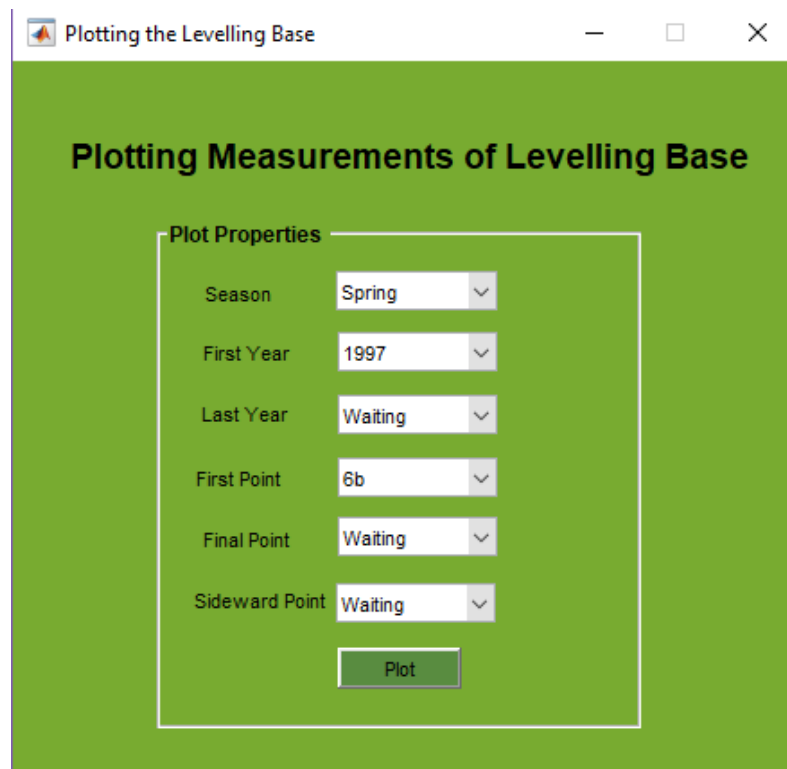 Plotting the Levelling Base
Plotting Measurements of Levelling Base
Plot Properties
Season Spring
First Year 1997
Last Year Waiting
First Point 6b
Final Point Waiting
Sideward Point Waiting
Plot